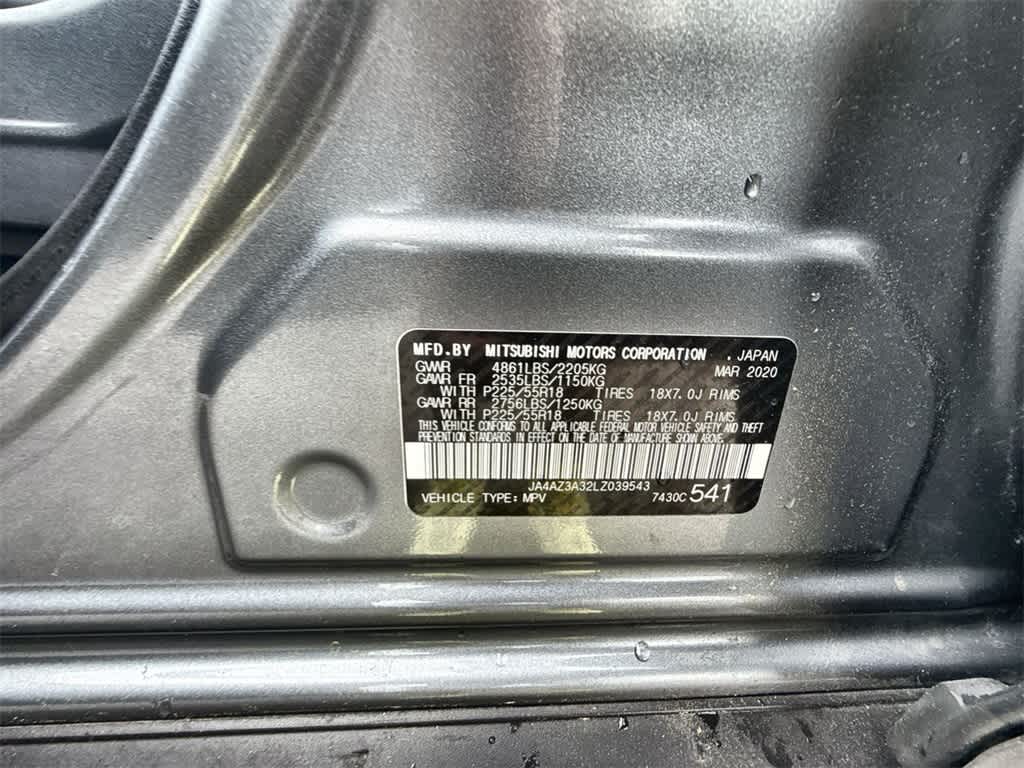 MFD.BY MITSUBISHI MOTORS CORPORATION . JAPAN
GVWR 4861LBS/2205KG MAR 2020
GAWR FR 2535LBS/1150KG
WITH P225/55R18 TIRES 18X7.0J RIMS
GAWR RR 2756LBS/1250KG
WITH P225/55R18 TIRES 18X7.0J RIMS
THIS VEHICLE CONFORMS TO ALL APPLICABLE FEDERAL MOTOR VEHICLE SAFETY AND THEFT
PREVENTION STANDARDS IN EFFECT ON THE DATE OF MANUFACTURE SHOWN ABOVE.
JA4AZ3A32LZ039543
VEHICLE TYPE: MPV 7430C 541